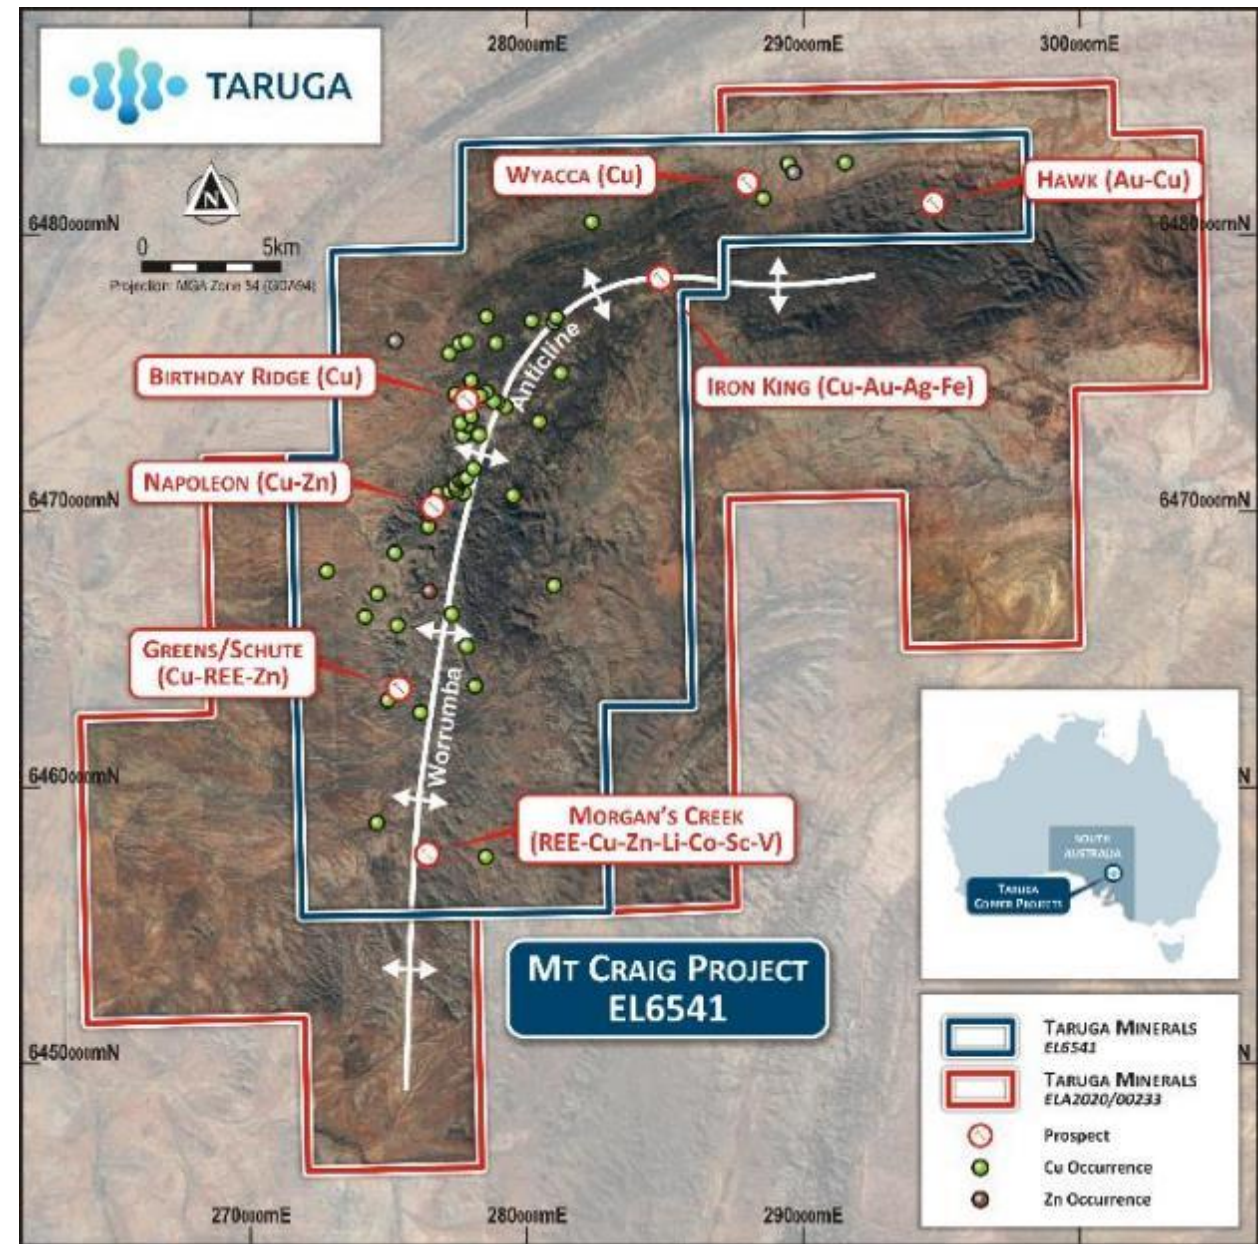 280000mE
290000mE
300000mE
TARUGA
N
WYACCA (Cu)
HAWK (Au-Cu)
6480000mN
6480000mN
0 5km
Projection: MGA Zone 54 (GDA94)
Anticline
BIRTHDAY RIDGE (Cu)
IRON KING (Cu-Au-Ag-Fe)
NAPOLEON (Cu-Zn)
6470000mN
6470000mN
GREENS/SCHUTE
(Cu-REE-Zn)
Worrumba
6460000mN
N
MORGAN'S CREEK
(REE-Cu-Zn-Li-Co-Sc-V)
SOUTH
AUSTRALIA
TARUGA
COPPER PROJECTS
MT CRAIG PROJECT
EL6541
6450000mN
N
TARUGA MINERALS
EL6541
TARUGA MINERALS
ELA2020/00233
Prospect
Cu Occurrence
Zn Occurrence
270000mE
280000mE
290000mE